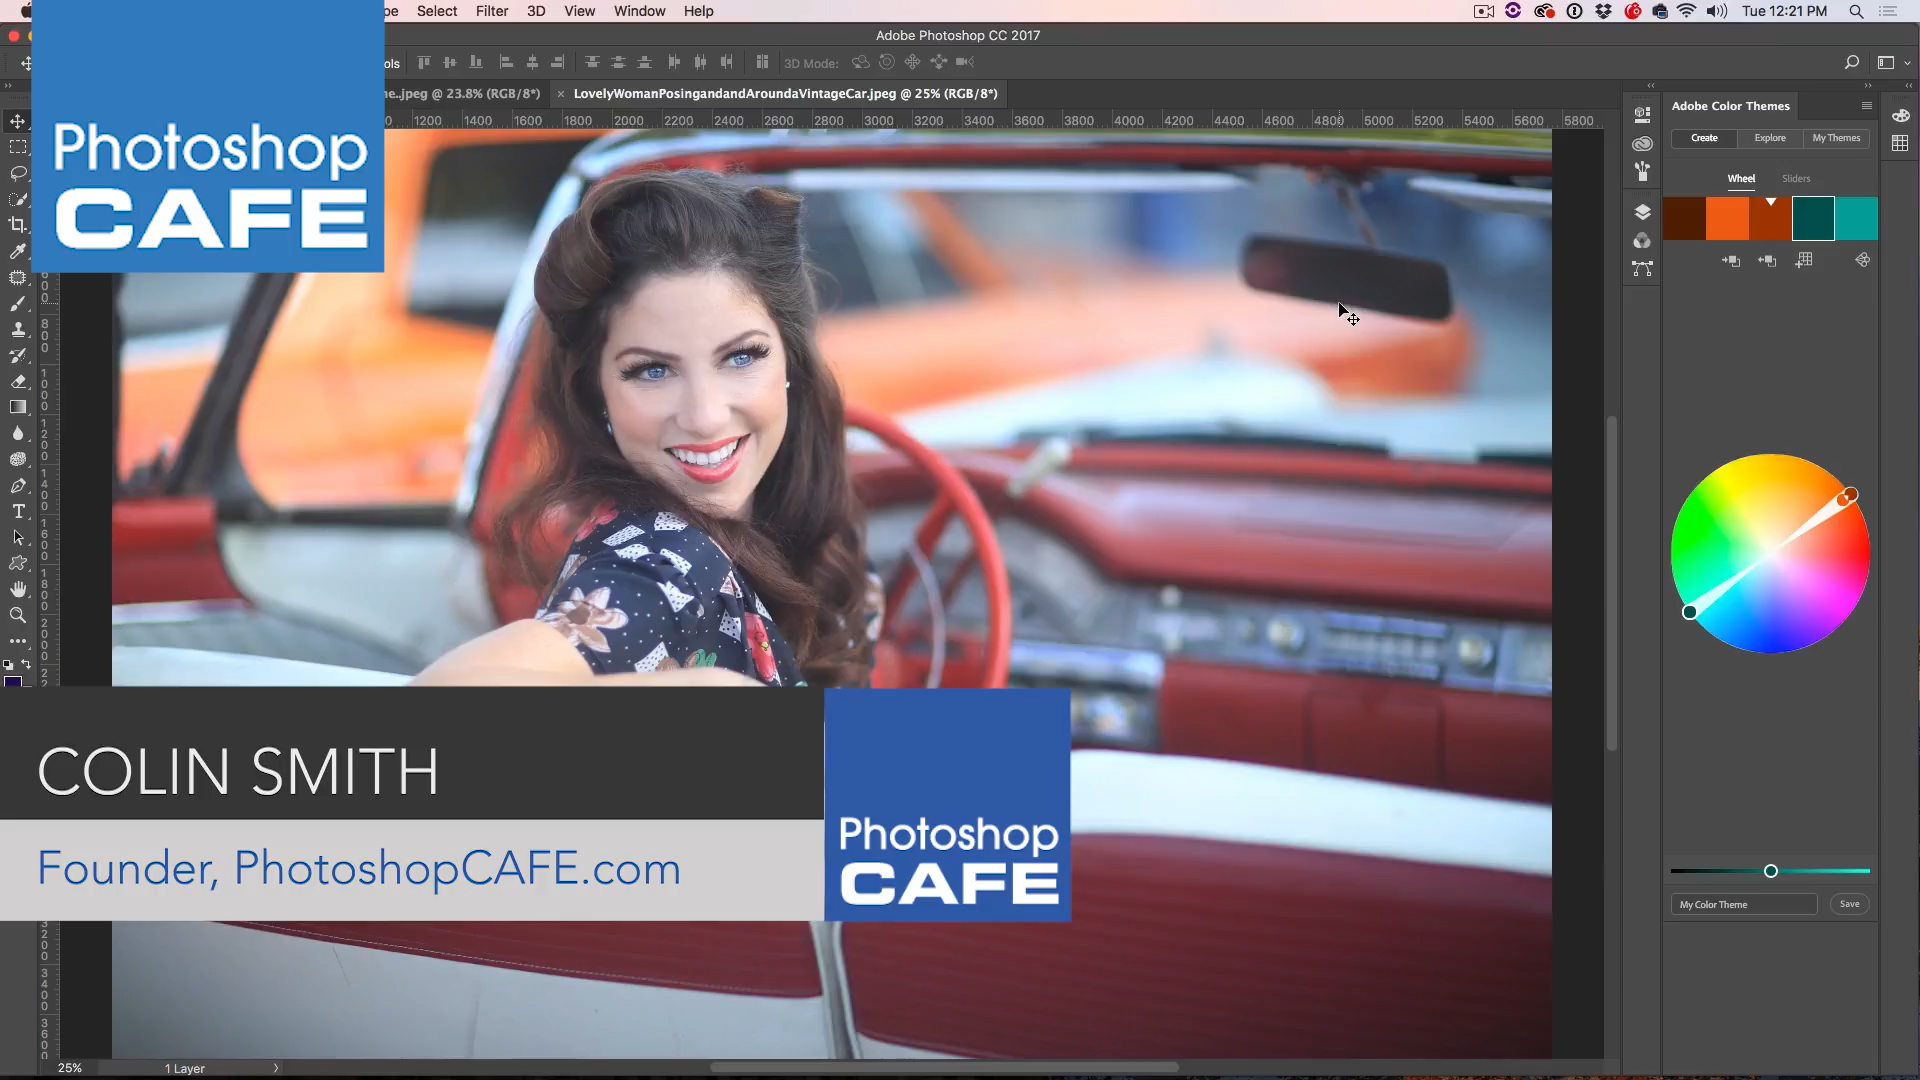 pe Select Filter 3D View Window Help
Tue 12:21 PM
Adobe Photoshop CC 2017
ols
3D Mode:
ne..jpeg @ 23.8% (RGB/8*)
× LovelyWomanPosingandandAroundaVintageCar.jpeg @ 25% (RGB/8*)
1200 1400 1600 1800 2000 2200 2400 2600 2800 3000 3200 3400 3600 3800 4000 4200 4400 4600 4800 5000 5200 5400 5600 5800
Adobe Color Themes
Create Explore My Themes
Wheel Sliders
Photoshop
CAFE
COLIN SMITH
Founder, PhotoshopCAFE.com
Photoshop
CAFE
My Color Theme Save
25% 1 Layer